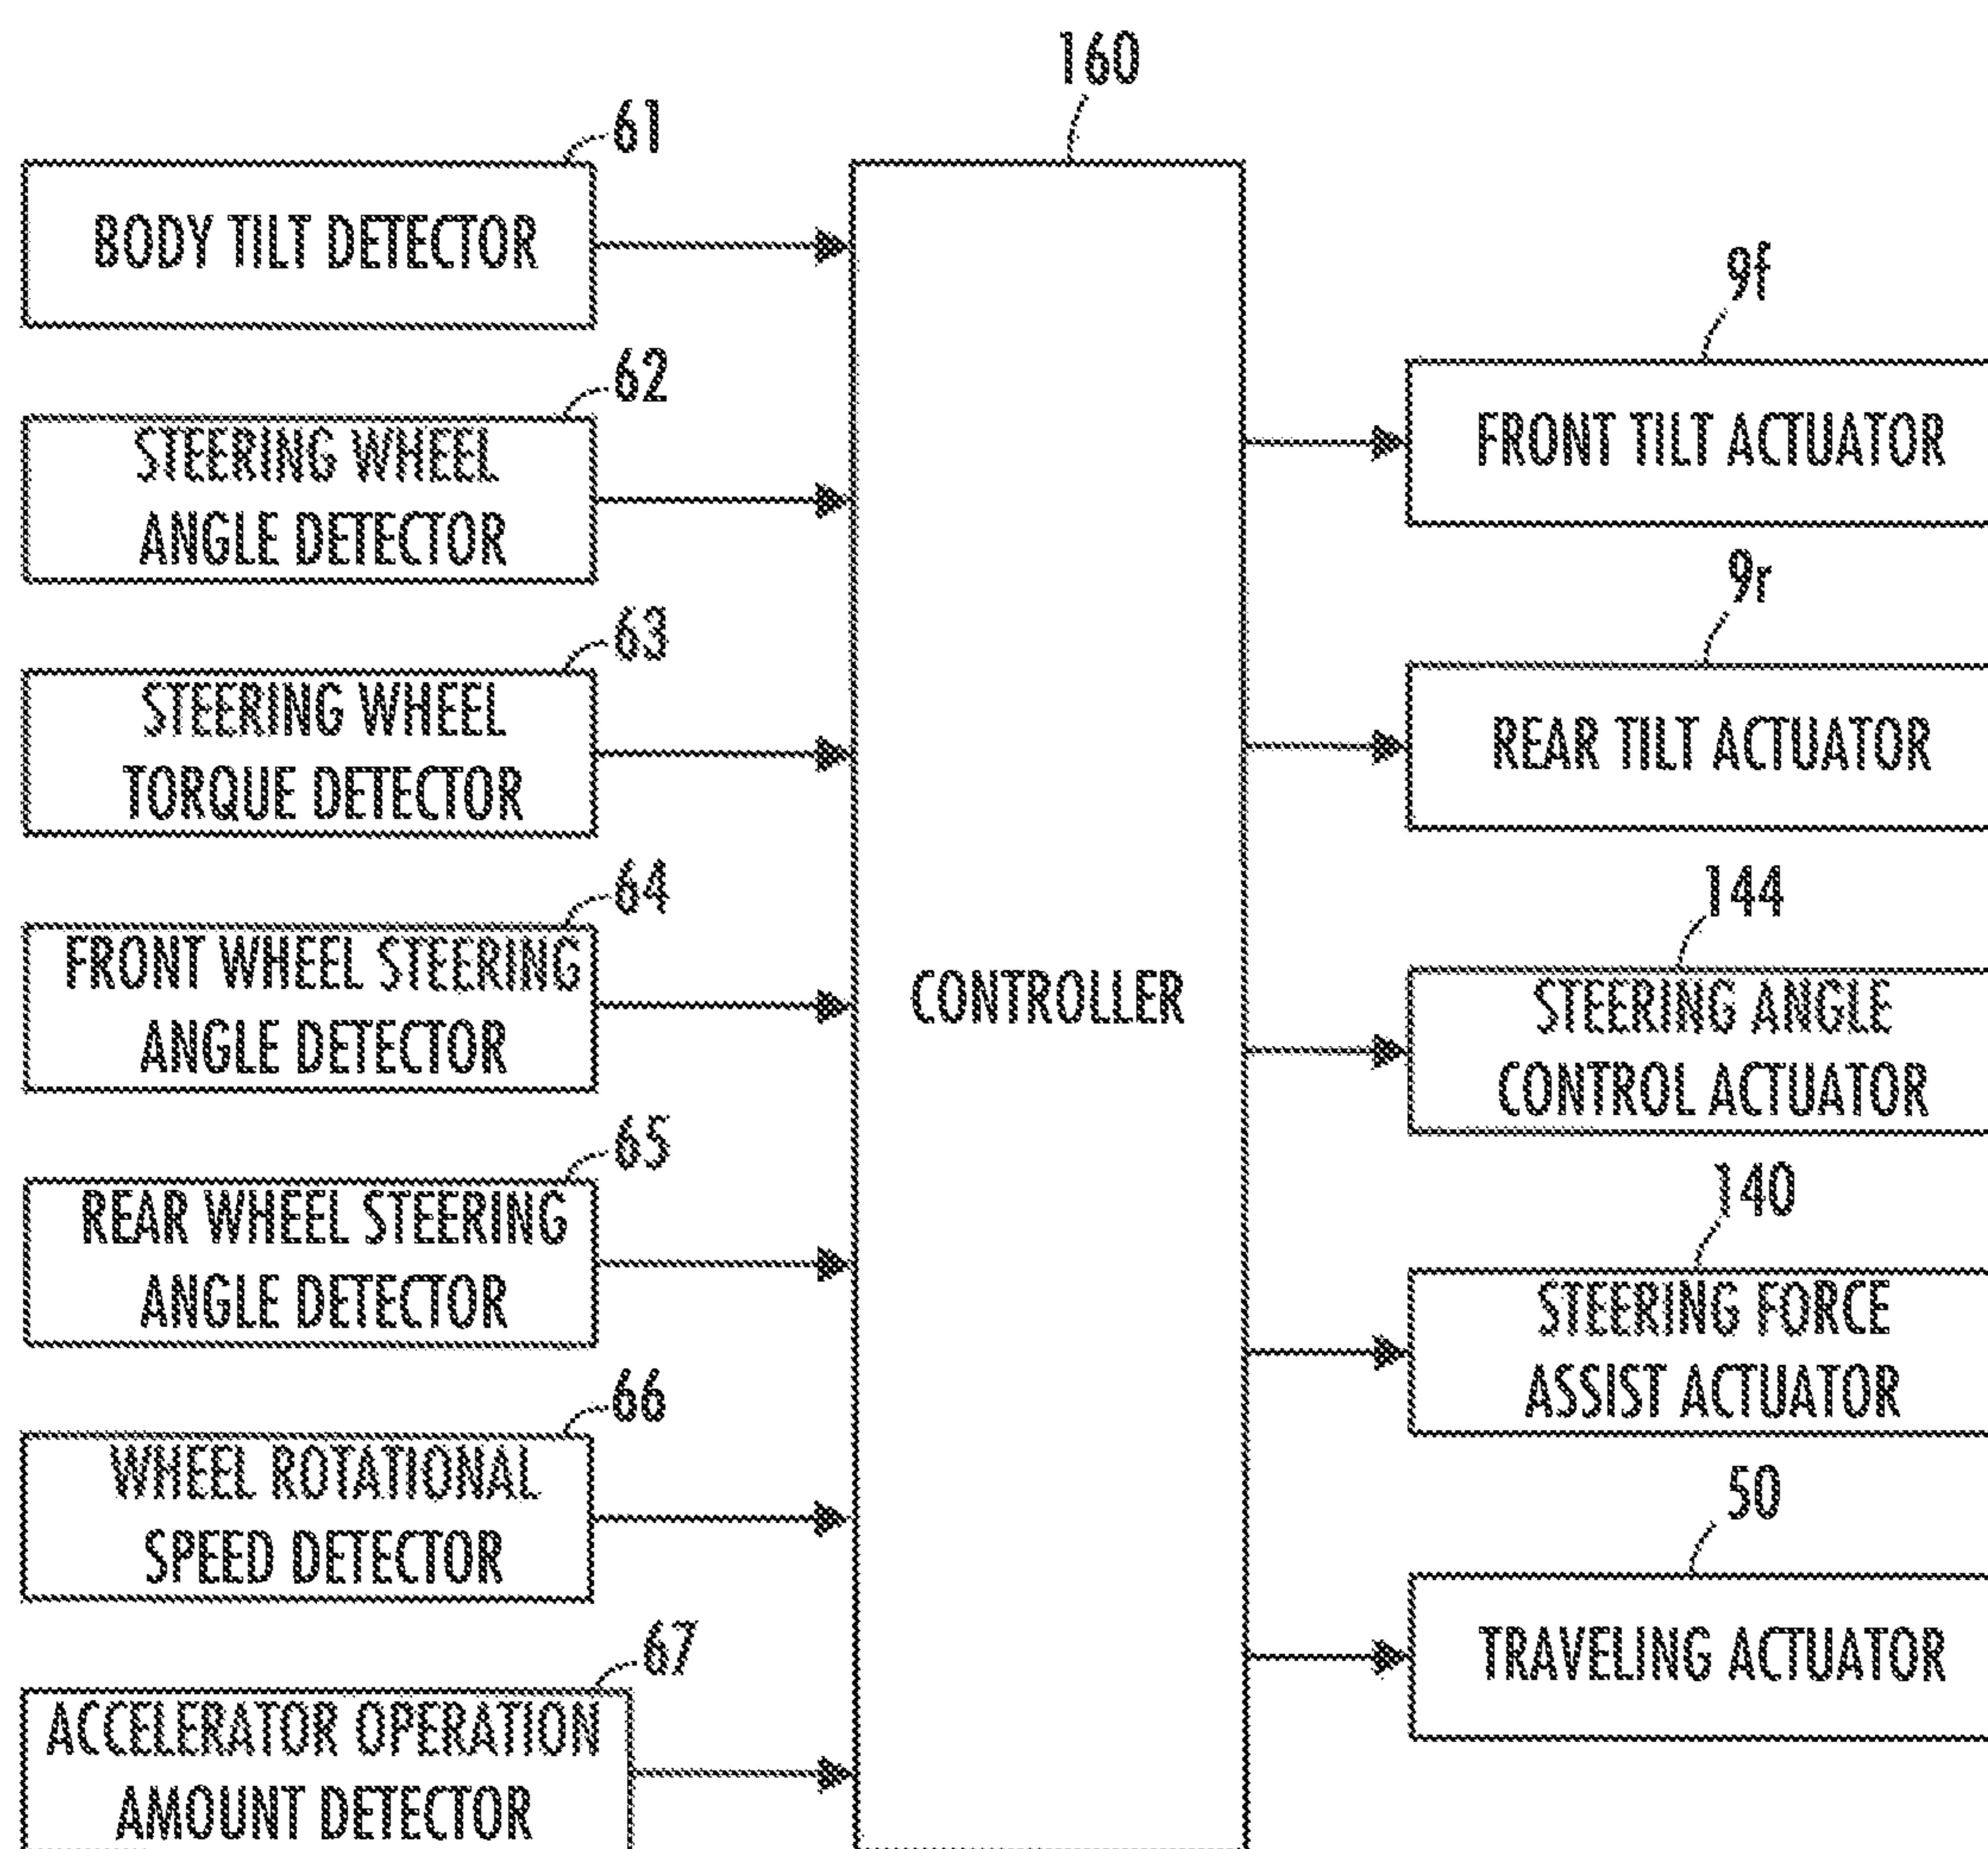 160
61
BODY TILT DETECTOR
62
STEERING WHEEL
ANGLE DETECTOR
63
STEERING WHEEL
TORQUE DETECTOR
64
FRONT WHEEL STEERING
ANGLE DETECTOR
65
REAR WHEEL STEERING
ANGLE DETECTOR
66
WHEEL ROTATIONAL
SPEED DETECTOR
67
ACCELERATOR OPERATION
AMOUNT DETECTOR
CONTROLLER
9f
FRONT TILT ACTUATOR
9r
REAR TILT ACTUATOR
144
STEERING ANGLE
CONTROL ACTUATOR
140
STEERING FORCE
ASSIST ACTUATOR
50
TRAVELING ACTUATOR